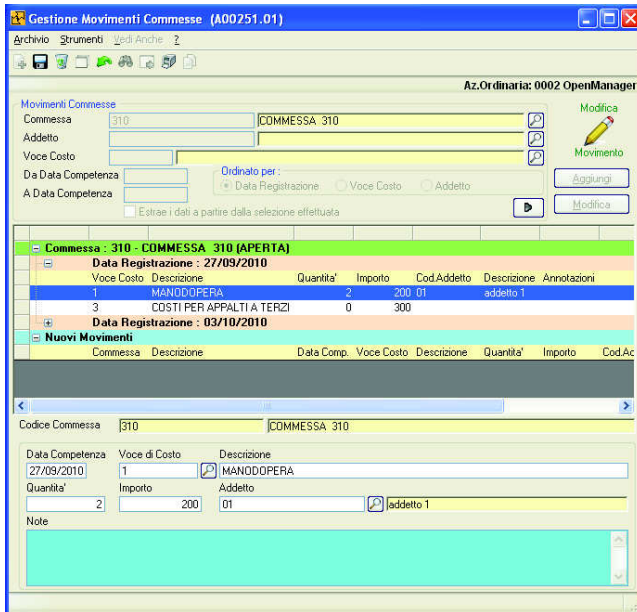 Gestione Movimenti Commesse (A00251.01)
Archivio Strumenti Vedi Anche ?
Az.Ordinaria: 0002 OpenManager
Movimenti Commesse
Modifica
Commessa 310 COMMESSA 310
Addetto
Voce Costo
Movimento
Da Data Competenza
Ordinato per :
Data Registrazione Voce Costo Addetto
Aggiungi
A Data Competenza
Estrae i dati a partire dalla selezione effettuata
Modifica
Commessa : 310 - COMMESSA 310 (APERTA)
Data Registrazione : 27/09/2010
Voce Costo Descrizione Quantita' Importo Cod.Addetto Descrizione Annotazioni
1 MANODOPERA 2 200 01 addetto 1
3 COSTI PER APPALTI A TERZI 0 300
Data Registrazione : 03/10/2010
Nuovi Movimenti
Commessa Descrizione Data Comp. Voce Costo Descrizione Quantita' Importo Cod.Ac
Codice Commessa 310 COMMESSA 310
Data Competenza Voce di Costo Descrizione
27/09/2010 1 MANODOPERA
Quantita' Importo Addetto
2 200 01 addetto 1
Note